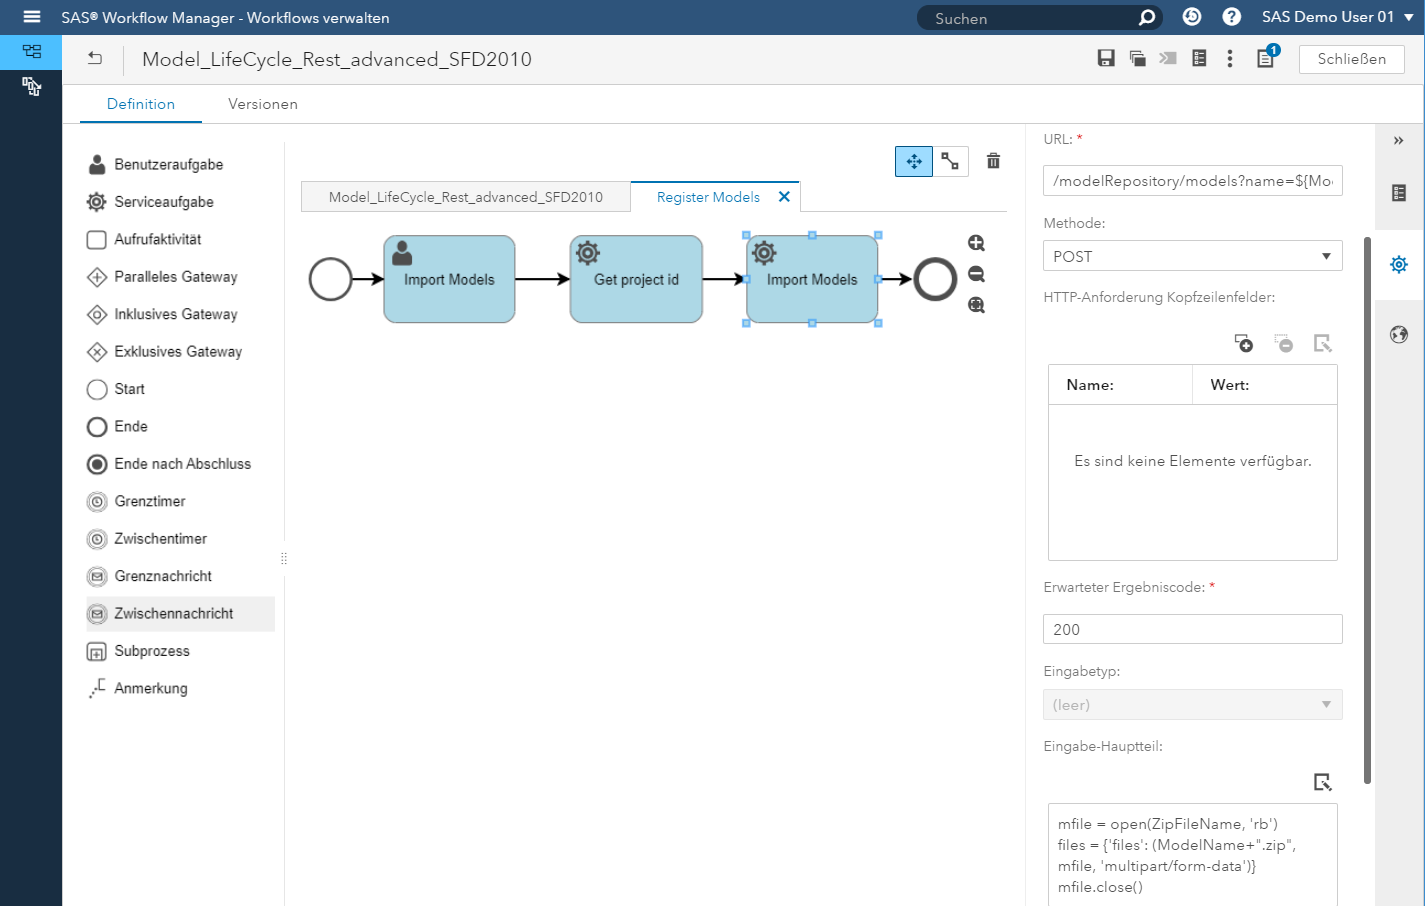 SAS® Workflow Manager - Workflows verwalten
Suchen
SAS Demo User 01
Model_LifeCycle_Rest_advanced_SFD2010
1
Schließen
Definition
Versionen
Benutzeraufgabe
Serviceaufgabe
Aufrufaktivität
Paralleles Gateway
Inklusives Gateway
Exklusives Gateway
Start
Ende
Ende nach Abschluss
Grenztimer
Zwischentimer
Grenznachricht
Zwischennachricht
Subprozess
Anmerkung
Model_LifeCycle_Rest_advanced_SFD2010
Register Models
Import Models
Get project id
Import Models
URL: *
/modelRepository/models?name=${Mo
Methode:
POST
HTTP-Anforderung Kopfzeilenfelder:
Name:
Wert:
Es sind keine Elemente verfügbar.
Erwarteter Ergebniscode: *
200
Eingabetyp:
(leer)
Eingabe-Hauptteil:
mfile = open(ZipFileName, 'rb')
files = {'files': (ModelName+".zip",
mfile, 'multipart/form-data')}
mfile.close()